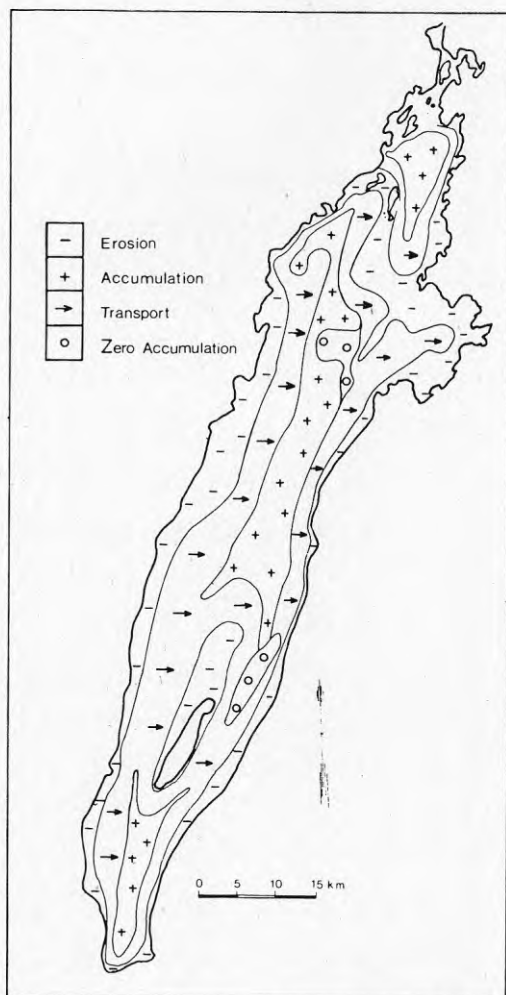 Erosion
Accumulation
Transport
Zero Accumulation
0 5 10 15 km